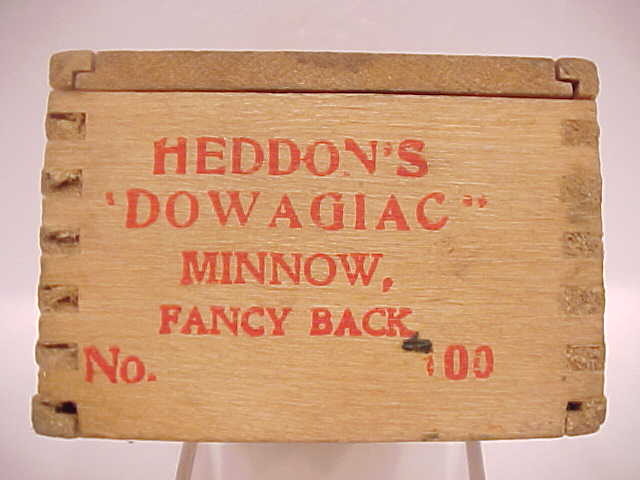 HEDDON'S
'DOWAGIAC"
MINNOW,
FANCY BACK
No. 100